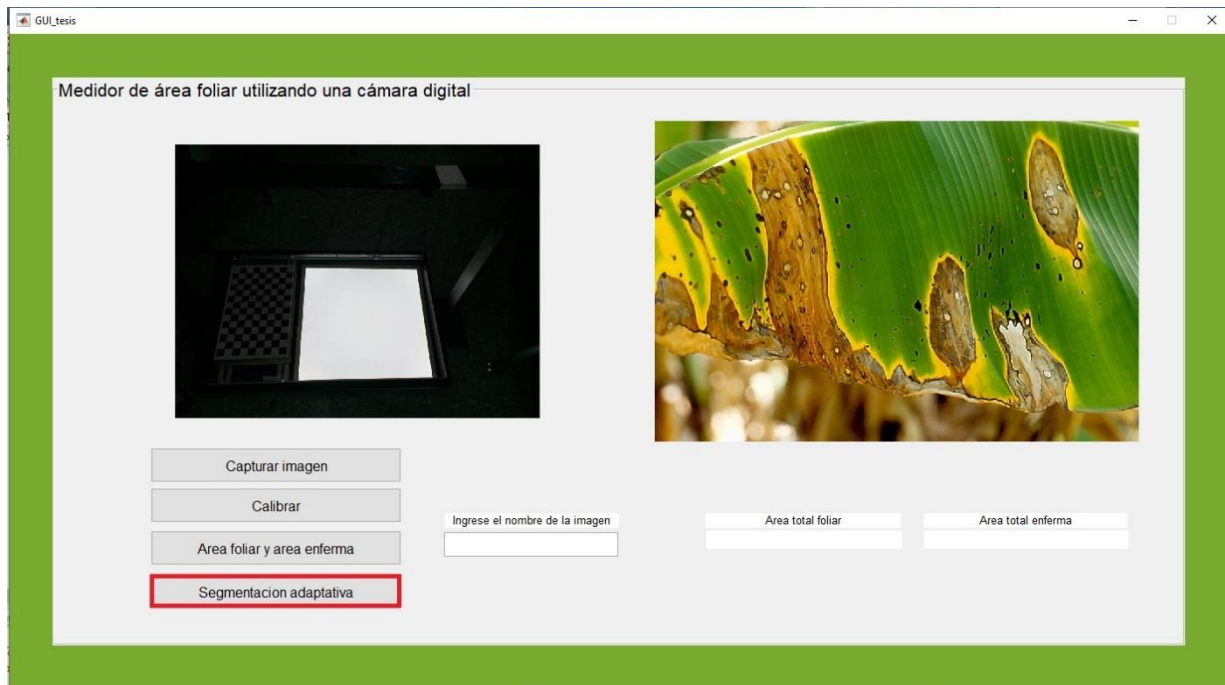 GUI_tesis
Medidor de área foliar utilizando una cámara digital
Capturar imagen
Calibrar
Ingrese el nombre de la imagen
Area total foliar
Area total enferma
Area foliar y area enferma
Segmentacion adaptativa